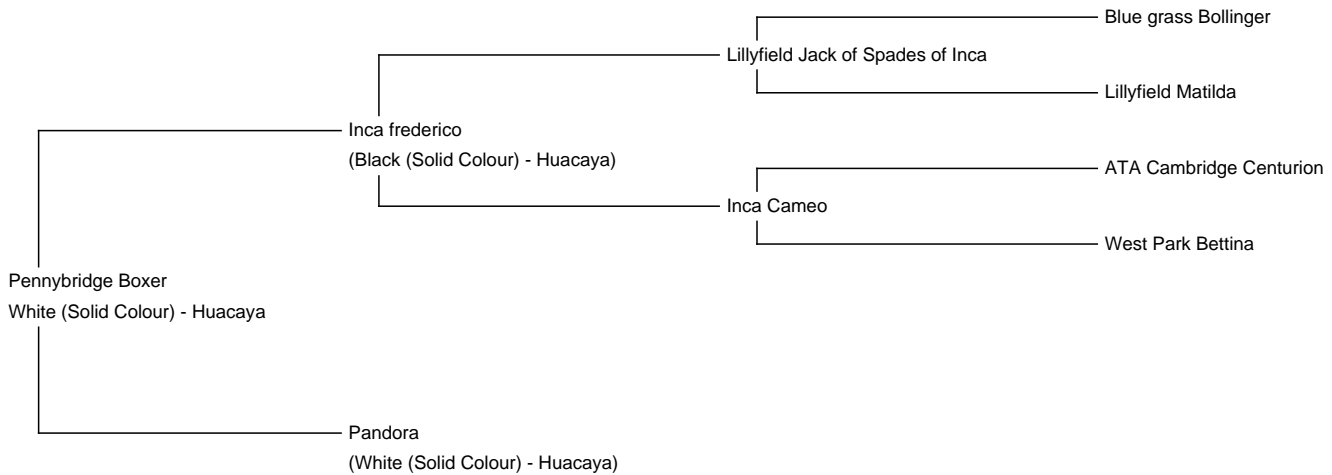 Blue grass Bollinger
Lillyfield Jack of Spades of Inca
Lillyfield Matilda
Inca frederico
(Black (Solid Colour) - Huacaya)
ATA Cambridge Centurion
Inca Cameo
West Park Bettina
Pennybridge Boxer
White (Solid Colour) - Huacaya
Pandora
(White (Solid Colour) - Huacaya)